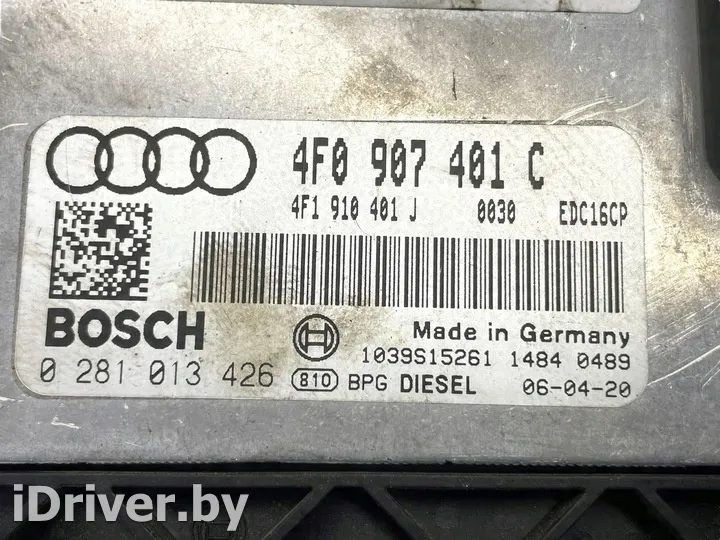 4F0 907 401 C
4F1 910 401 J 0030 EDC16CP
BOSCH
Made in Germany
1039S15261 1484 0489
0 281 013 426 810 BPG DIESEL 06-04-20
iDriver.by